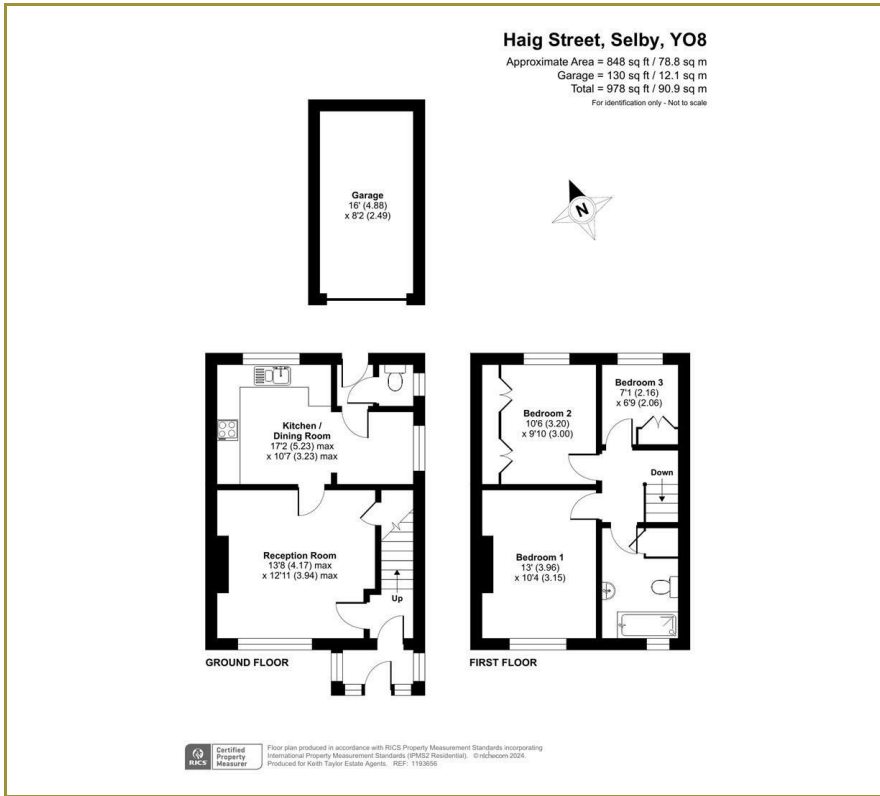 Haig Street, Selby, YO8
Approximate Area = 848 sq ft / 78.8 sq m
Garage = 130 sq ft / 12.1 sq m
Total = 978 sq ft / 90.9 sq m
For identification only - Not to scale
Garage
16' (4.88)
x 8'2 (2.49)
N
Kitchen /
Dining Room
17'2 (5.23) max
x 10'7 (3.23) max
Reception Room
13'8 (4.17) max
x 12'11 (3.94) max
Up
GROUND FLOOR
Bedroom 2
10'6 (3.20)
x 9'10 (3.00)
Bedroom 3
7'1 (2.16)
x 6'9 (2.06)
Down
Bedroom 1
13' (3.96)
x 10'4 (3.15)
FIRST FLOOR
RICS
Certified
Property
Measurer
Floor plan produced in accordance with RICS Property Measurement Standards incorporating
International Property Measurement Standards (IPMS2 Residential). © nichecom 2024.
Produced for Keith Taylor Estate Agents. REF: 1193656